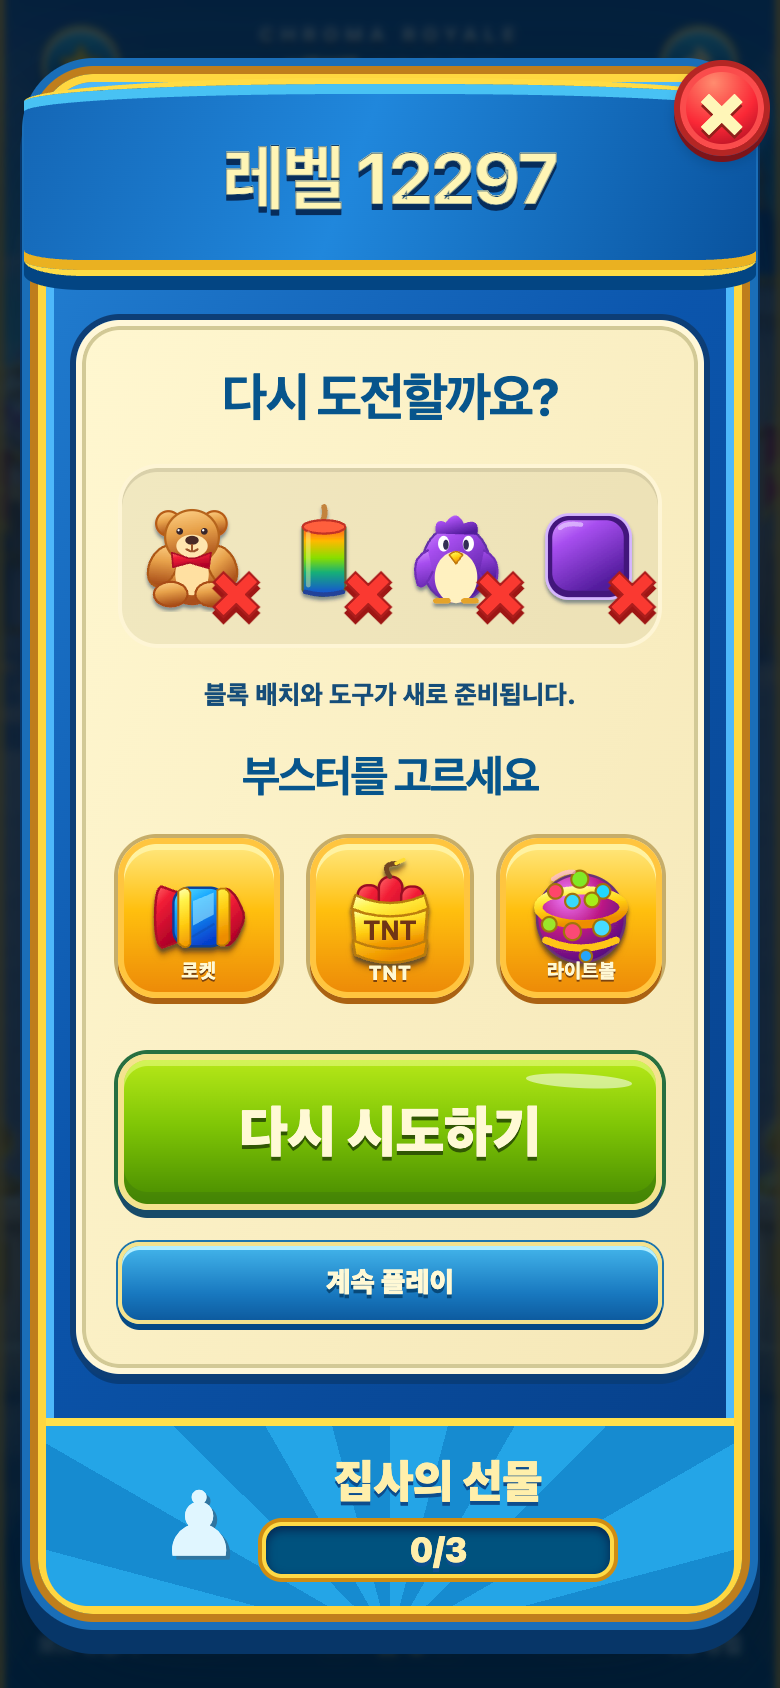 CHROMA ROYALE
레벨 12297
다시 도전할까요?
블록 배치와 도구가 새로 준비됩니다.
부스터를 고르세요
TNT
로켓
TNT
라이트볼
다시 시도하기
계속 플레이
집사의 선물
0/3